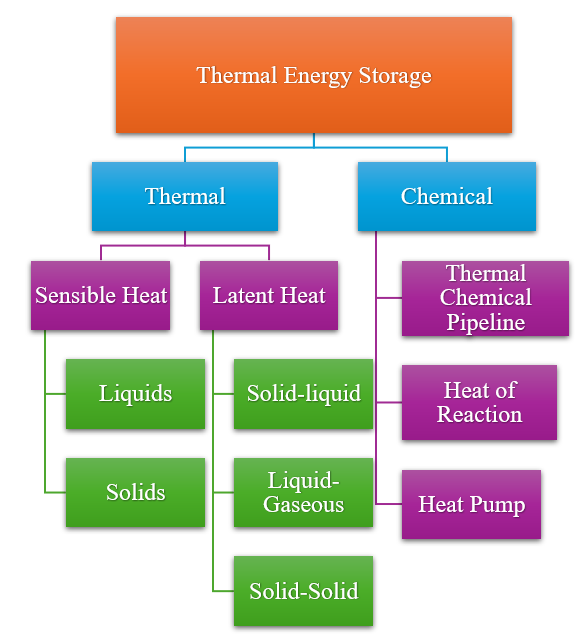 Thermal Energy Storage
Thermal
Chemical
Sensible Heat
Latent Heat
Thermal
Chemical
Pipeline
Liquids
Solid-liquid
Heat of
Reaction
Solids
Liquid-
Gaseous
Heat Pump
Solid-Solid